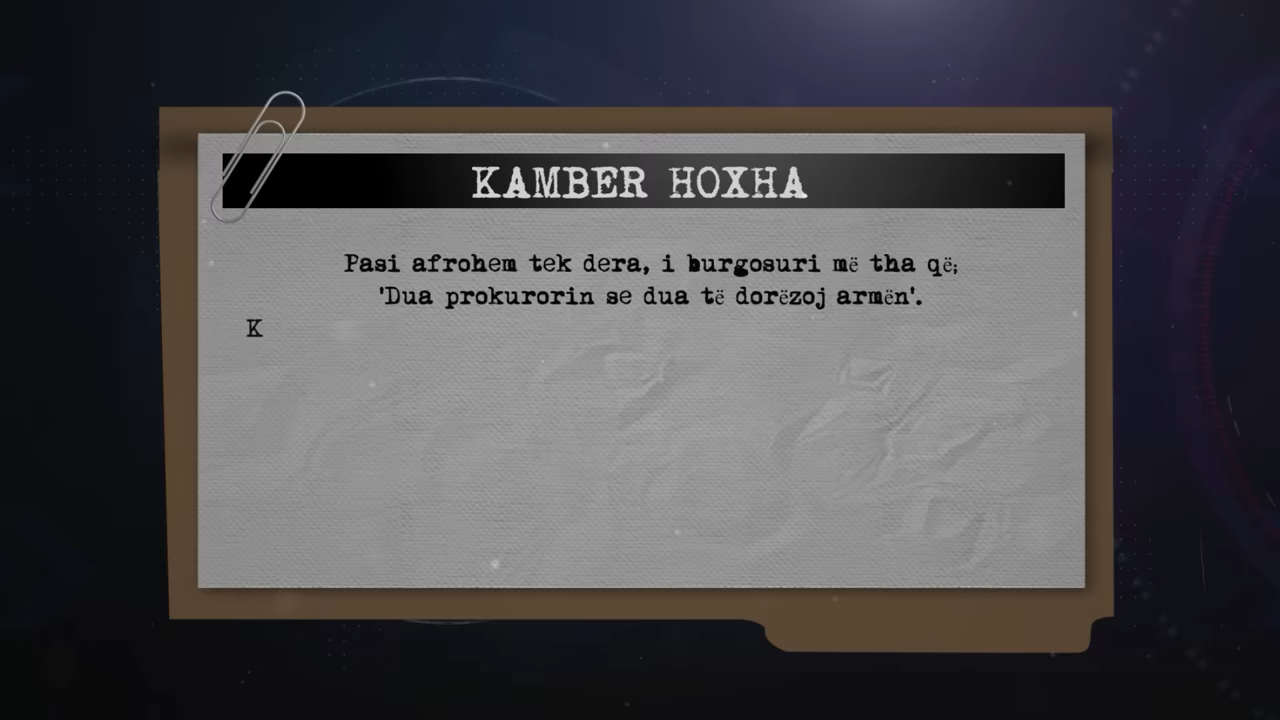 KAMBER HOXHA
Pasi afrohem tek dera, i burgosuri më tha që;
'Dua prokurorin se dua të dorëzoj armën'.
K